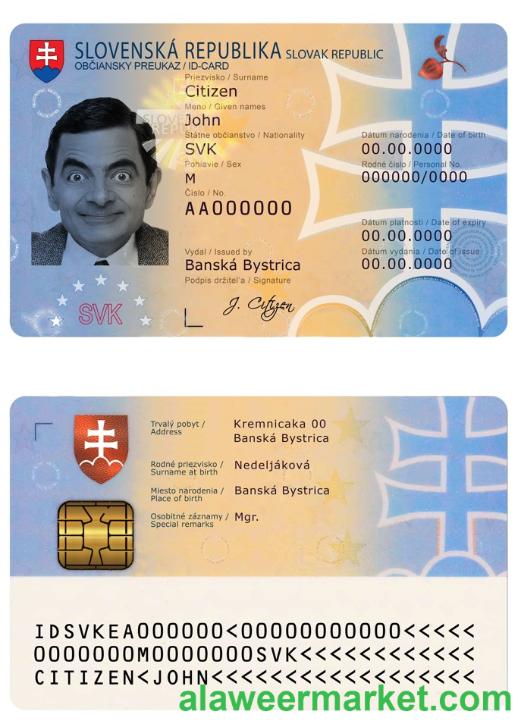 SLOVENSKÁ REPUBLIKA SLOVAK REPUBLIC
OBČIANSKY PREUKAZ / ID-CARD
Priezvisko / Surname
Citizen
Meno / Given names
John
Štátne občianstvo / Nationality
SVK
Dátum narodenia / Date of birth
00.00.0000
Pohlavie / Sex
M
Rodné číslo / Personal No.
000000/0000
Číslo / No.
AA000000
Dátum platnosti / Date of expiry
00.00.0000
Vydal / Issued by
Banská Bystrica
Dátum vydania / Date of issue
00.00.0000
Podpis držiteľa / Signature
J. Citizen
SVK
Trvalý pobyt / Address
Kremnicaka 00
Banská Bystrica
Rodné priezvisko / Surname at birth
Nedeljáková
Miesto narodenia / Place of birth
Banská Bystrica
Osobitné záznamy / Special remarks
Mgr.
IDSVKEA000000<00000000000<<<<<
0000000M0000000SVK<<<<<<<<<<<<
CITIZEN<JOHN<<<<<<<<<<<<<<<<<<
alaweermarket.com